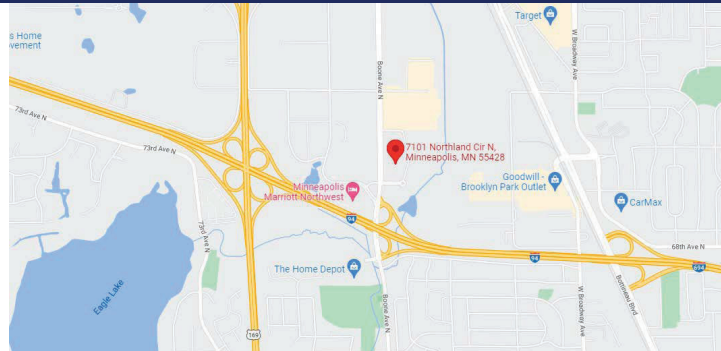 Target
W Broadway Ave
s Home
ovement
Boone Ave N
73rd Ave N
73rd Ave N
7101 Northland Cir N,
Minneapolis, MN 55428
Minneapolis
Marriott Northwest
Goodwill -
Brooklyn Park Outlet
CarMax
73rd Ave N
94
68th Ave N
94
694
The Home Depot
Eagle Lake
Bottineau Blvd
W Broadway Ave
Boone Ave N
169